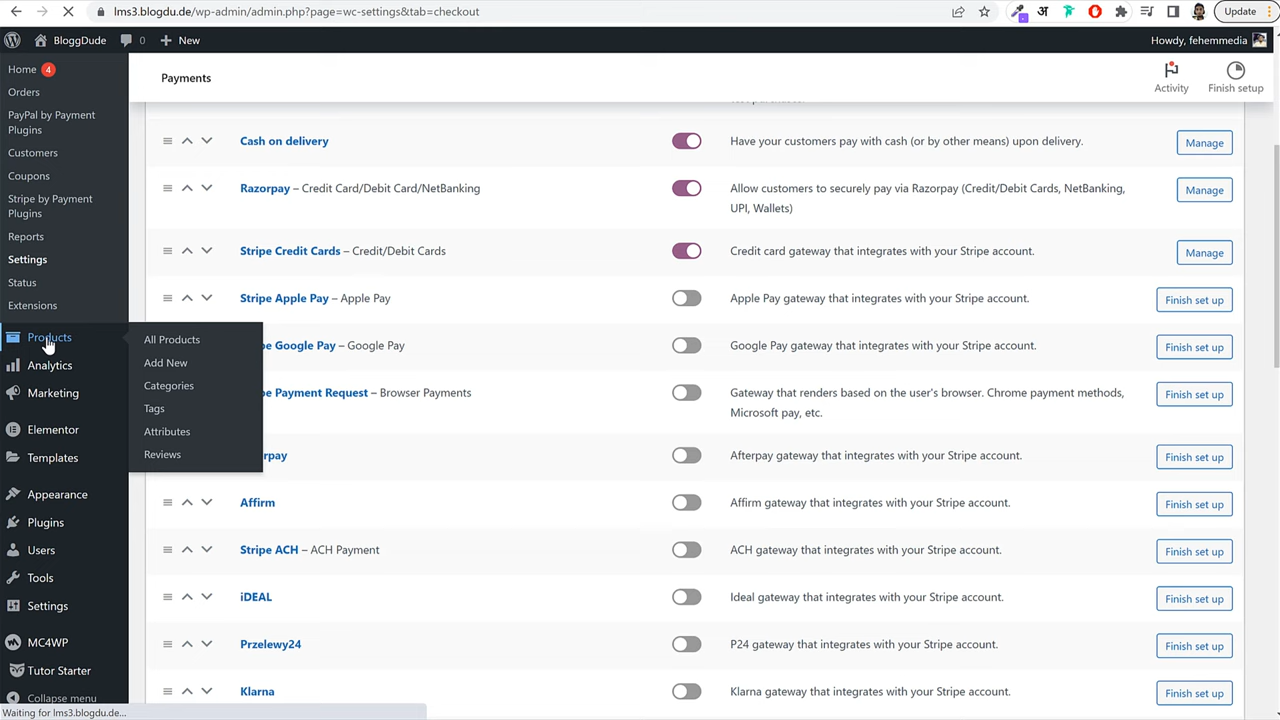 lms3.blogdu.de/wp-admin/admin.php?page=wc-settings&tab=checkout
अ
Update
BloggDude
0
New
Howdy, fehemmedia
Home 4
Orders
PayPal by Payment
Plugins
Customers
Coupons
Stripe by Payment
Plugins
Reports
Settings
Status
Extensions
Products
Analytics
Marketing
Elementor
Templates
Appearance
Plugins
Users
Tools
Settings
MC4WP
Tutor Starter
Collapse menu
Waiting for lms3.blogdu.de...
All Products
Add New
Categories
Tags
Attributes
Reviews
Payments
Activity
Finish setup
Cash on delivery
Have your customers pay with cash (or by other means) upon delivery.
Manage
Razorpay – Credit Card/Debit Card/NetBanking
Allow customers to securely pay via Razorpay (Credit/Debit Cards, NetBanking,
UPI, Wallets)
Manage
Stripe Credit Cards – Credit/Debit Cards
Credit card gateway that integrates with your Stripe account.
Manage
Stripe Apple Pay – Apple Pay
Apple Pay gateway that integrates with your Stripe account.
Finish set up
pe Google Pay – Google Pay
Google Pay gateway that integrates with your Stripe account.
Finish set up
pe Payment Request – Browser Payments
Gateway that renders based on the user's browser. Chrome payment methods,
Microsoft pay, etc.
Finish set up
rpay
Afterpay gateway that integrates with your Stripe account.
Finish set up
Affirm
Affirm gateway that integrates with your Stripe account.
Finish set up
Stripe ACH – ACH Payment
ACH gateway that integrates with your Stripe account.
Finish set up
iDEAL
Ideal gateway that integrates with your Stripe account.
Finish set up
Przelewy24
P24 gateway that integrates with your Stripe account.
Finish set up
Klarna
Klarna gateway that integrates with your Stripe account.
Finish set up